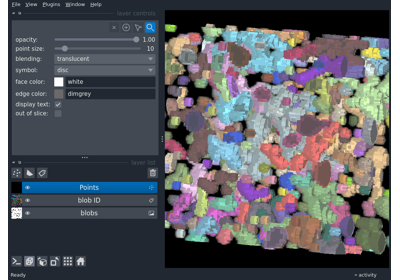 File View Plugins Window Help
layer controls
opacity: 1.00
point size: 10
blending: translucent
symbol: disc
face color: white
edge color: dimgrey
display text:
out of slice:
layer list
Points
blob ID
blobs
Ready
activity